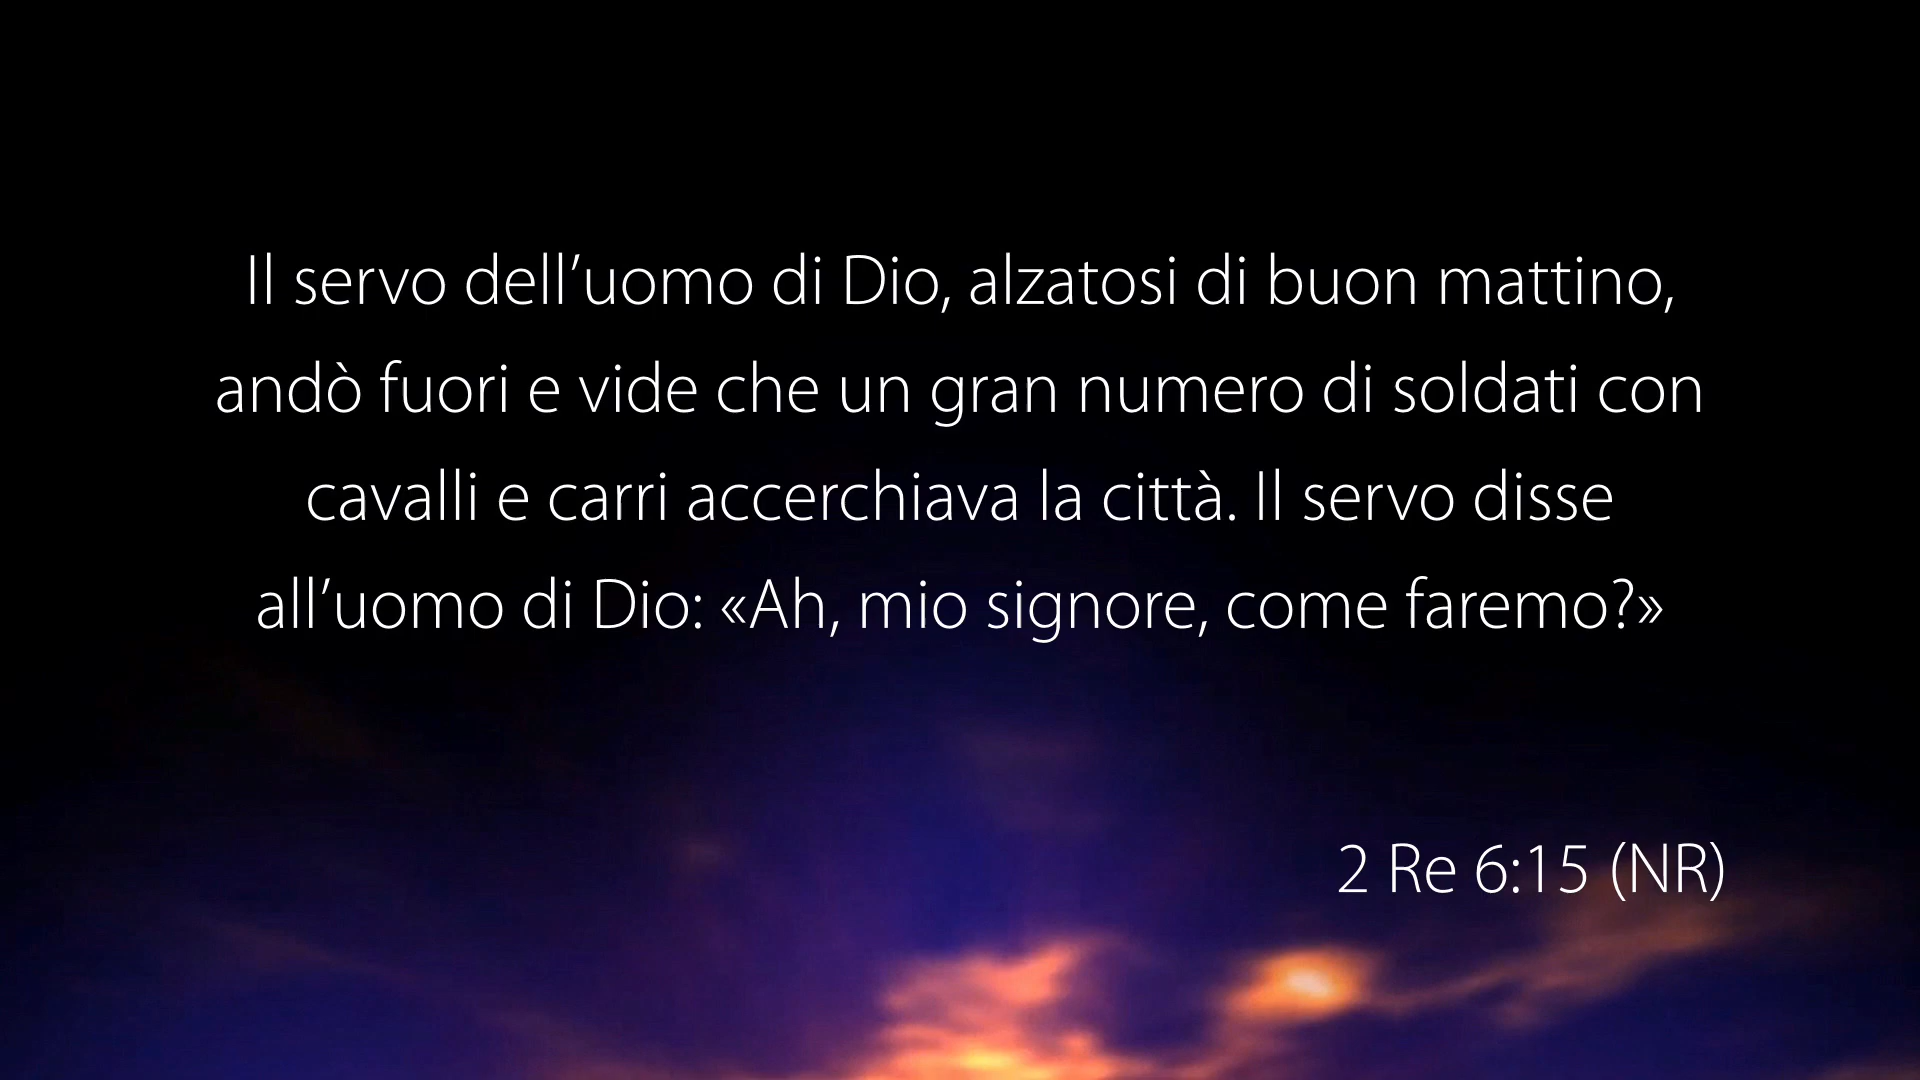 Il servo dell’uomo di Dio, alzatosi di buon mattino,
andò fuori e vide che un gran numero di soldati con
cavalli e carri accerchiava la città. Il servo disse
all’uomo di Dio: «Ah, mio signore, come faremo?»
2 Re 6:15 (NR)